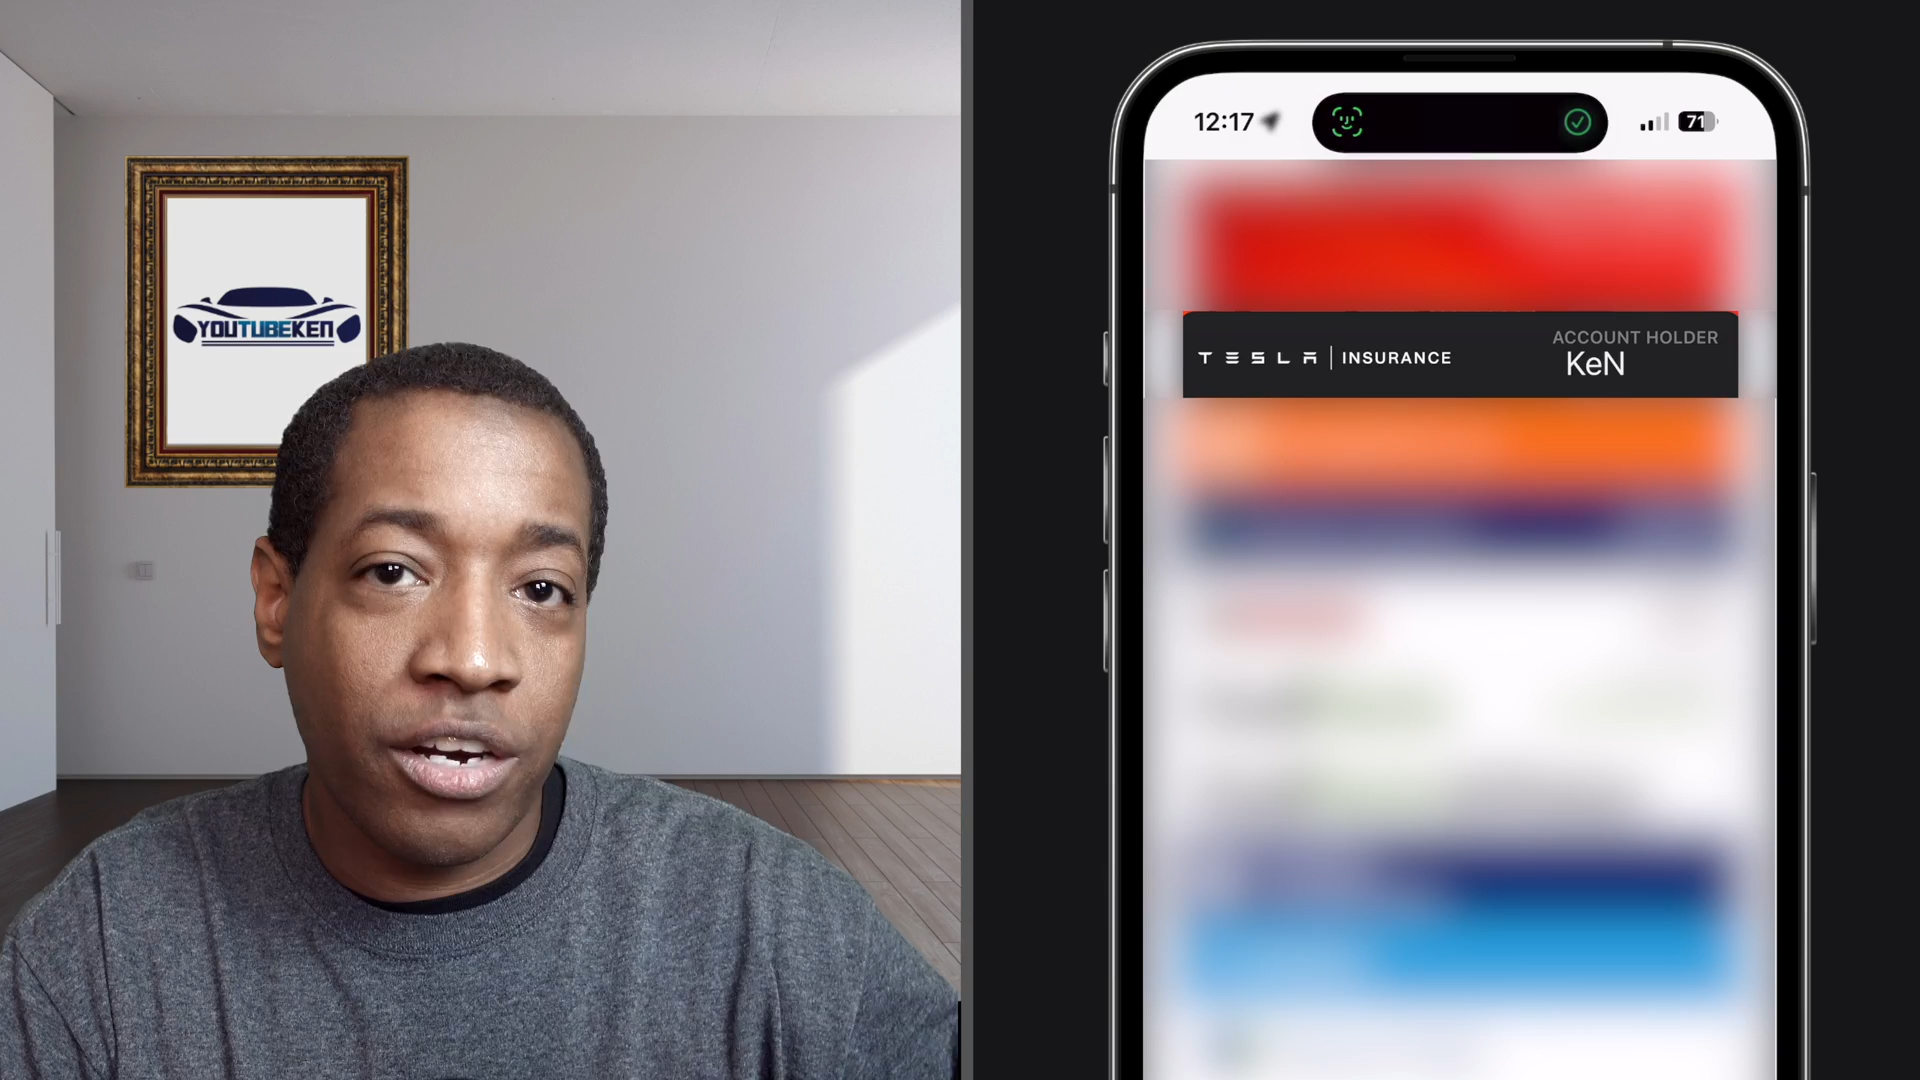 YOUTUBEKEN
12:17
71
ACCOUNT HOLDER
TESLA | INSURANCE
KeN